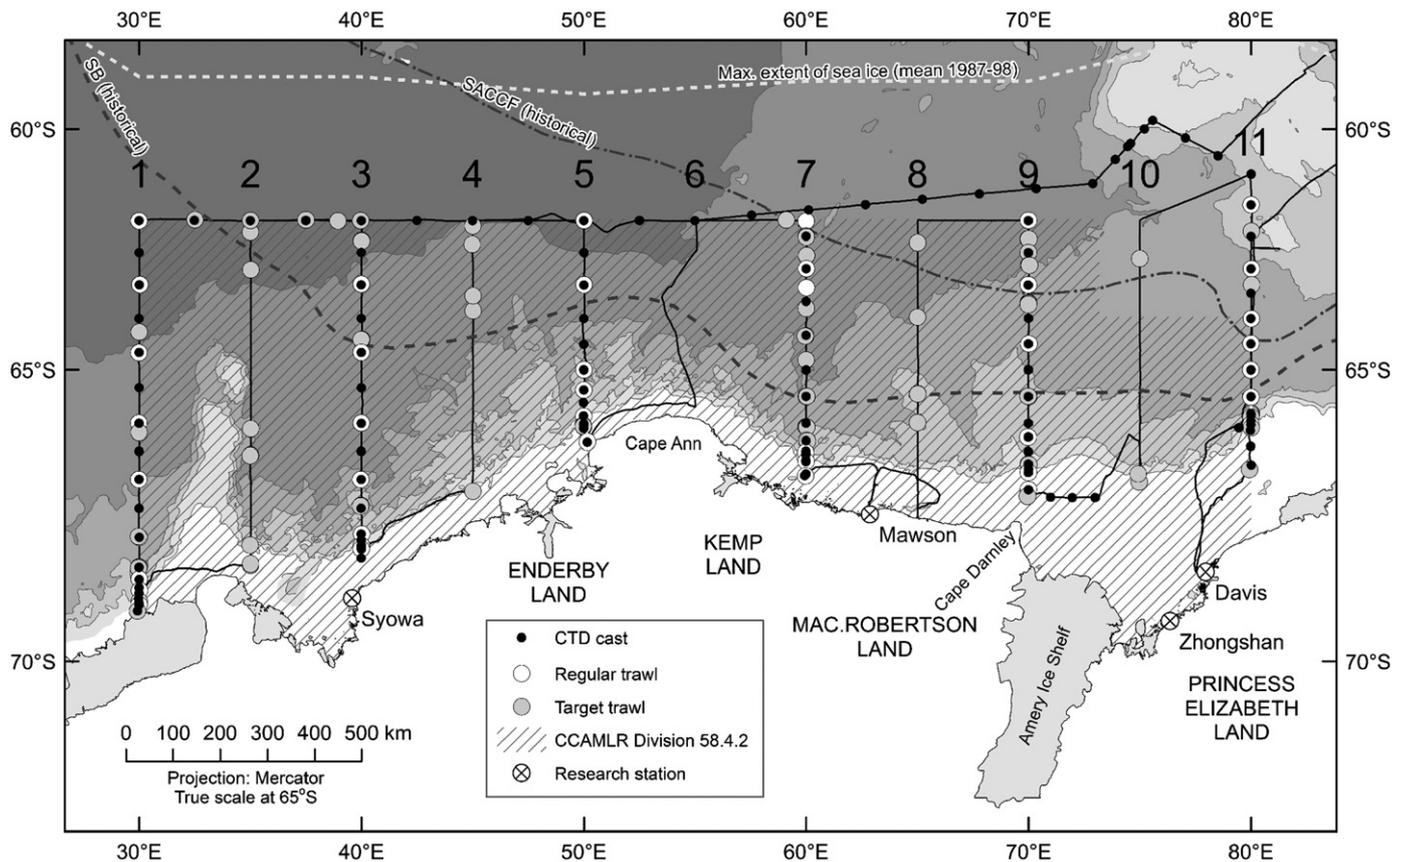 30°E 40°E 50°E 60°E 70°E 80°E
Max. extent of sea ice (mean 1987-98)
SB (historical)
SACCF (historical)
60°S 60°S
1 2 3 4 5 6 7 8 9 10 11
65°S 65°S
Cape Ann
Mawson
KEMP
LAND
ENDERBY
LAND
Cape Darnley
Syowa
Davis
MAC.ROBERTSON
LAND
Zhongshan
70°S 70°S
Amery Ice Shelf
PRINCESS
ELIZABETH
LAND
CTD cast
Regular trawl
Target trawl
CCAMLR Division 58.4.2
Research station
0 100 200 300 400 500 km
Projection: Mercator
True scale at 65°S
30°E 40°E 50°E 60°E 70°E 80°E